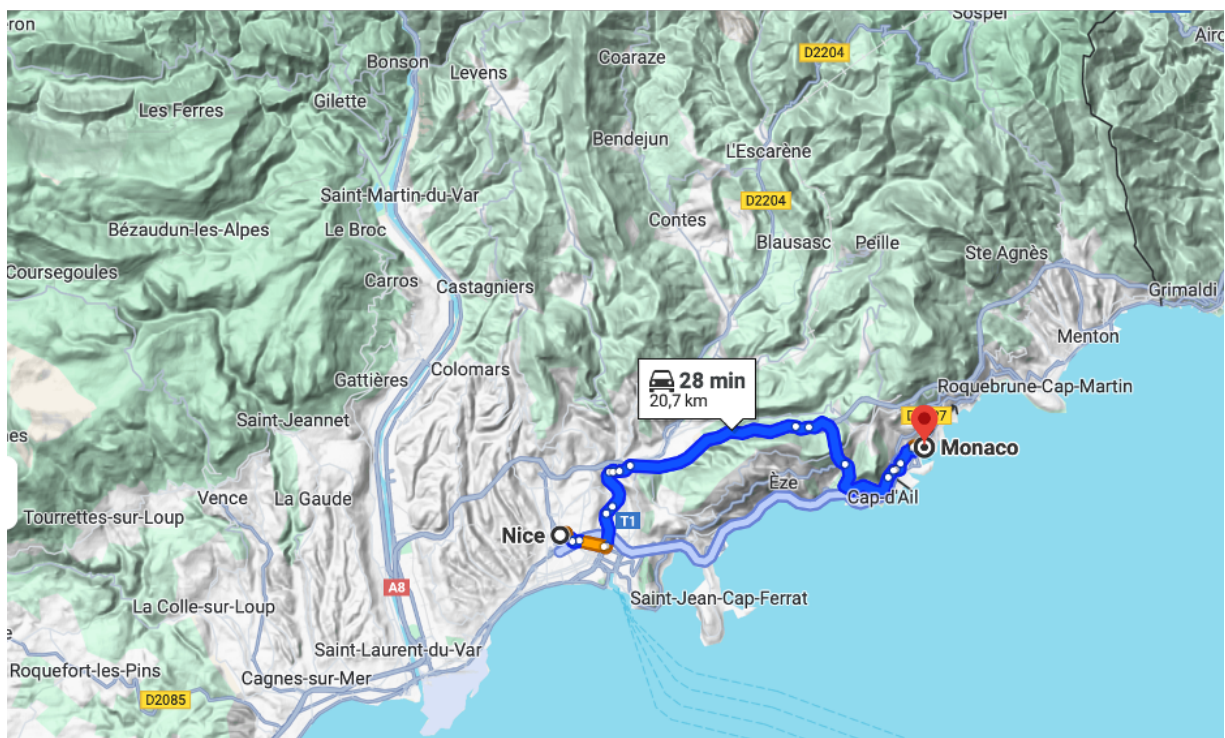 Sospel
Bonson
Levens
Coaraze
D2204
Les Ferres
Gilette
Bendejun
L'Escarène
Saint-Martin-du-Var
D2204
Bézaudun-les-Alpes
Le Broc
Contes
Blausasc
Peille
Ste Agnès
Coursegoules
Carros
Castagniers
Grimaldi
Menton
Gattières
Colomars
28 min
20,7 km
Roquebrune-Cap-Martin
Saint-Jeannet
Monaco
Vence
La Gaude
Èze
Cap-d'Ail
Tourrettes-sur-Loup
T1
Nice
A8
La Colle-sur-Loup
Saint-Jean-Cap-Ferrat
Saint-Laurent-du-Var
Roquefort-les-Pins
Cagnes-sur-Mer
D2085